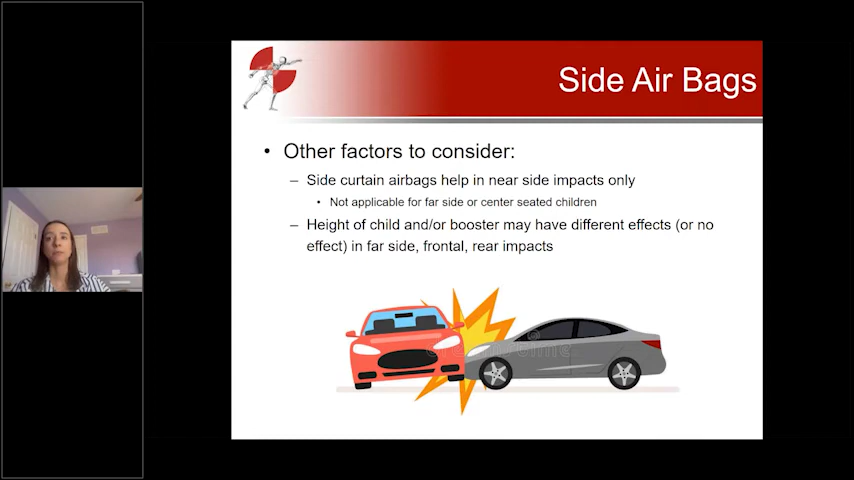 Side Air Bags
• Other factors to consider:
– Side curtain airbags help in near side impacts only
• Not applicable for far side or center seated children
– Height of child and/or booster may have different effects (or no
effect) in far side, frontal, rear impacts